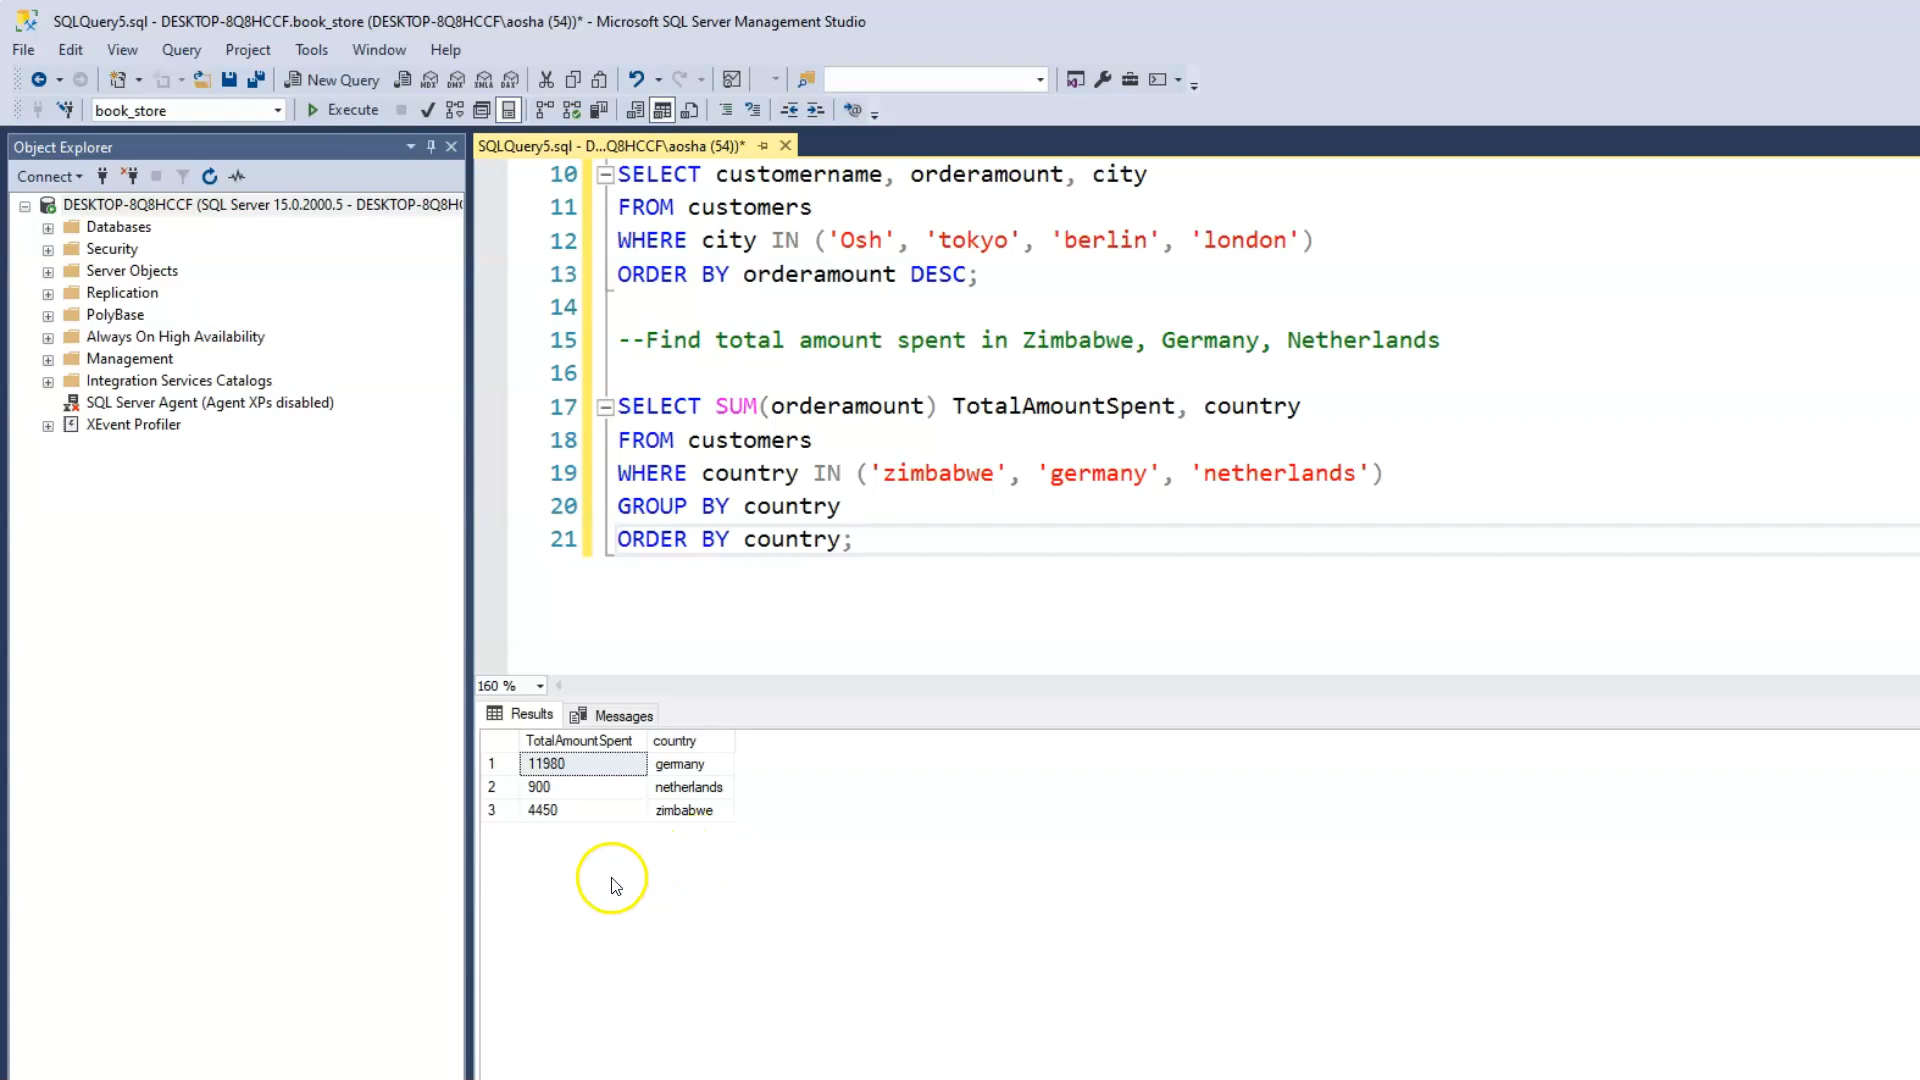 SQLQuery5.sql - DESKTOP-8Q8HCCF.book_store (DESKTOP-8Q8HCCF\aosha (54))* - Microsoft SQL Server Management Studio
File Edit View Query Project Tools Window Help
New Query
book_store Execute
Object Explorer
Connect
DESKTOP-8Q8HCCF (SQL Server 15.0.2000.5 - DESKTOP-8Q8H
Databases
Security
Server Objects
Replication
PolyBase
Always On High Availability
Management
Integration Services Catalogs
SQL Server Agent (Agent XPs disabled)
XEvent Profiler
SQLQuery5.sql - D...Q8HCCF\aosha (54))*
10 SELECT customername, orderamount, city
11 FROM customers
12 WHERE city IN ('Osh', 'tokyo', 'berlin', 'london')
13 ORDER BY orderamount DESC;
14
15 --Find total amount spent in Zimbabwe, Germany, Netherlands
16
17 SELECT SUM(orderamount) TotalAmountSpent, country
18 FROM customers
19 WHERE country IN ('zimbabwe', 'germany', 'netherlands')
20 GROUP BY country
21 ORDER BY country;
160 %
Results Messages
TotalAmountSpent country
1 11980 germany
2 900 netherlands
3 4450 zimbabwe